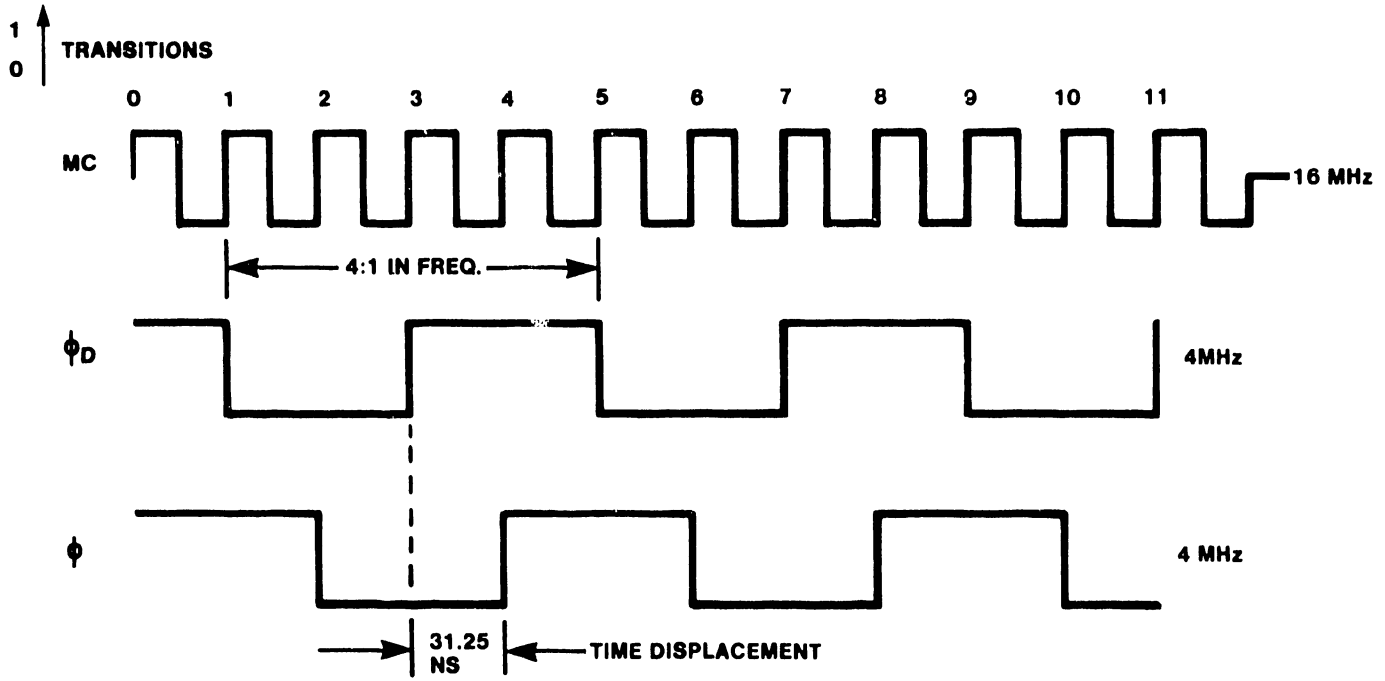 1
0
TRANSITIONS
0 1 2 3 4 5 6 7 8 9 10 11
MC
16 MHz
4:1 IN FREQ.
ϕD
4MHz
ϕ
4 MHz
31.25
NS
TIME DISPLACEMENT